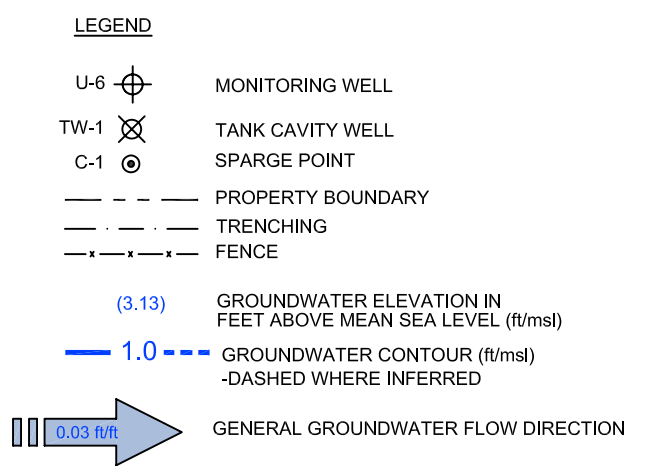 LEGEND
U-6 MONITORING WELL
TW-1 TANK CAVITY WELL
C-1 SPARGE POINT
PROPERTY BOUNDARY
TRENCHING
FENCE
(3.13) GROUNDWATER ELEVATION IN
FEET ABOVE MEAN SEA LEVEL (ft/msl)
1.0 GROUNDWATER CONTOUR (ft/msl)
-DASHED WHERE INFERRED
0.03 ft/ft GENERAL GROUNDWATER FLOW DIRECTION